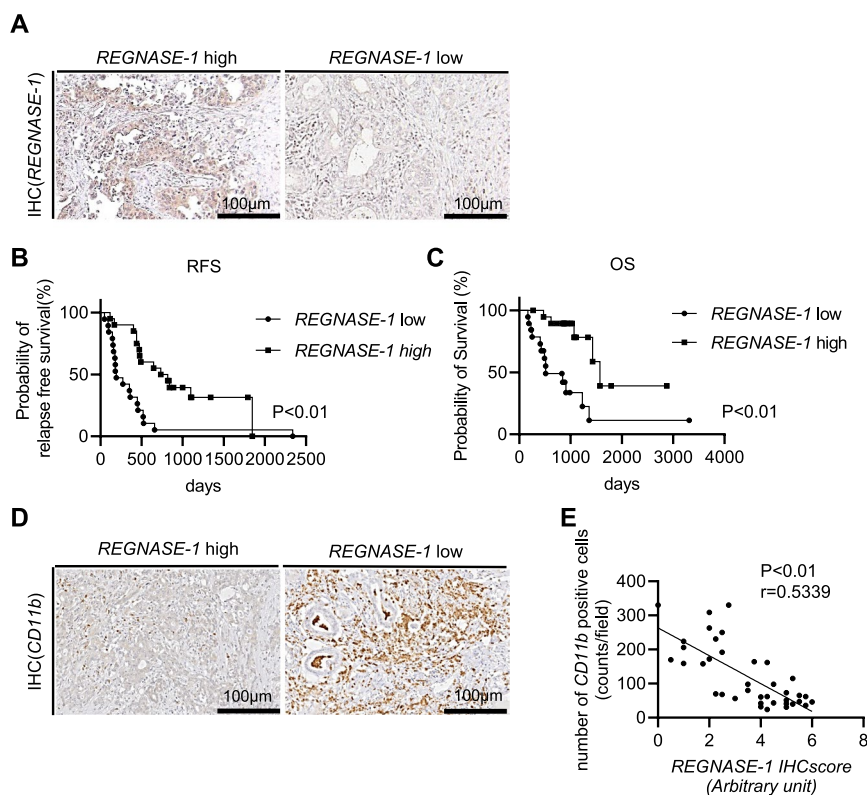 A
REGNASE-1 high
REGNASE-1 low
IHC(REGNASE-1)
100µm
100µm
B
RFS
Probability of
relapse free survival(%)
100
50
0
0
500
1000
1500
2000
2500
days
REGNASE-1 low
REGNASE-1 high
P<0.01
C
OS
Probability of Survival (%)
100
50
0
0
1000
2000
3000
4000
days
REGNASE-1 low
REGNASE-1 high
P<0.01
D
REGNASE-1 high
REGNASE-1 low
IHC(CD11b)
100µm
100µm
E
P<0.01
r=0.5339
number of CD11b positive cells
(counts/field)
400
300
200
100
0
0
2
4
6
8
REGNASE-1 IHCscore
(Arbitrary unit)